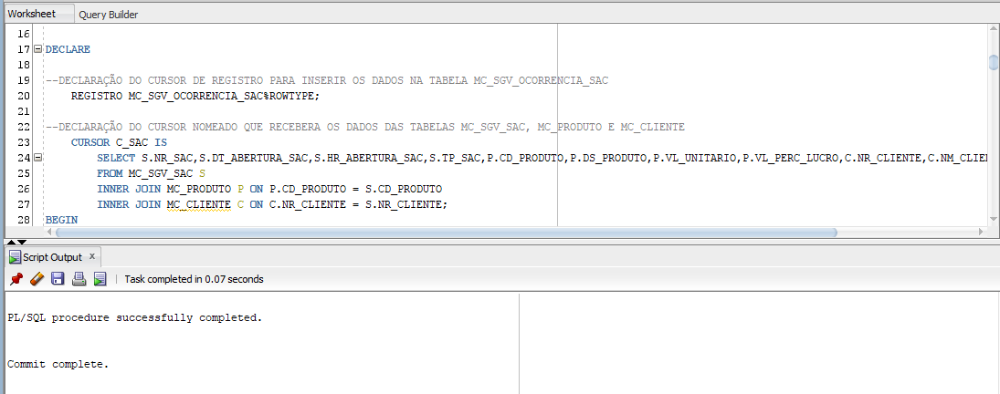 Worksheet Query Builder
16
17 DECLARE
18
19 --DECLARAÇÃO DO CURSOR DE REGISTRO PARA INSERIR OS DADOS NA TABELA MC_SGV_OCORRENCIA_SAC
20 REGISTRO MC_SGV_OCORRENCIA_SAC%ROWTYPE;
21
22 --DECLARAÇÃO DO CURSOR NOMEADO QUE RECEBERA OS DADOS DAS TABELAS MC_SGV_SAC, MC_PRODUTO E MC_CLIENTE
23 CURSOR C_SAC IS
24 SELECT S.NR_SAC,S.DT_ABERTURA_SAC,S.HR_ABERTURA_SAC,S.TP_SAC,P.CD_PRODUTO,P.DS_PRODUTO,P.VL_UNITARIO,P.VL_PERC_LUCRO,C.NR_CLIENTE,C.NM_CLIE
25 FROM MC_SGV_SAC S
26 INNER JOIN MC_PRODUTO P ON P.CD_PRODUTO = S.CD_PRODUTO
27 INNER JOIN MC_CLIENTE C ON C.NR_CLIENTE = S.NR_CLIENTE;
28 BEGIN
Script Output x
Task completed in 0.07 seconds
PL/SQL procedure successfully completed.
Commit complete.